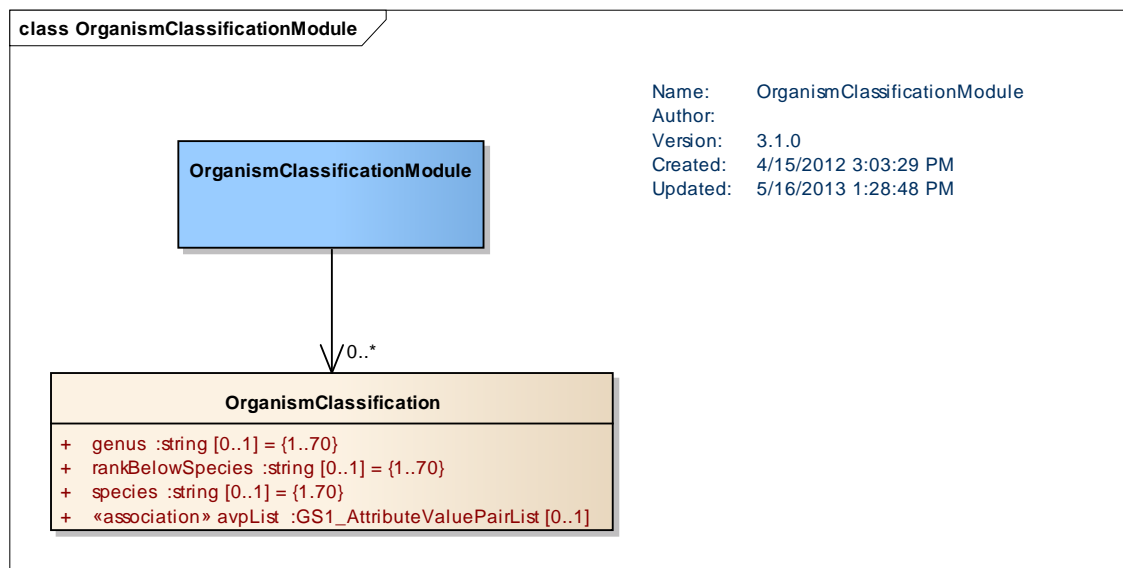 class OrganismClassificationModule
Name: OrganismClassificationModule
Author:
Version: 3.1.0
Created: 4/15/2012 3:03:29 PM
Updated: 5/16/2013 1:28:48 PM
OrganismClassificationModule
0..*
OrganismClassification
+ genus :string [0..1] = {1..70}
+ rankBelowSpecies :string [0..1] = {1..70}
+ species :string [0..1] = {1.70}
+ «association» avpList :GS1_AttributeValuePairList [0..1]